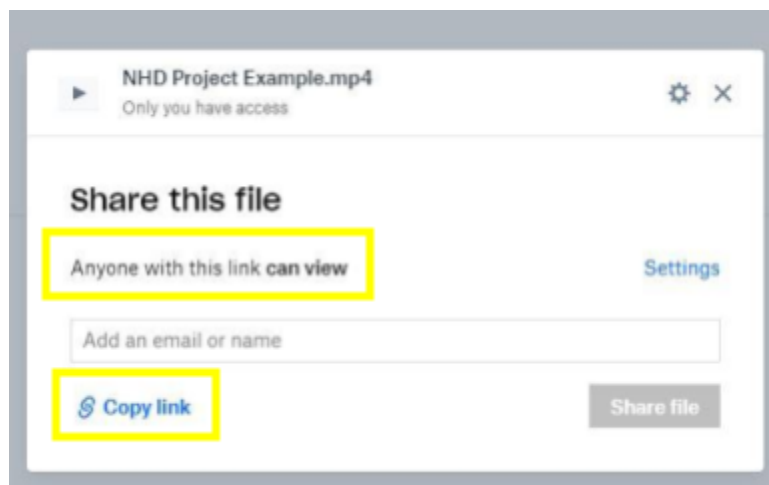 NHD Project Example.mp4
Only you have access
Share this file
Anyone with this link can view
Settings
Add an email or name
Copy link
Share file